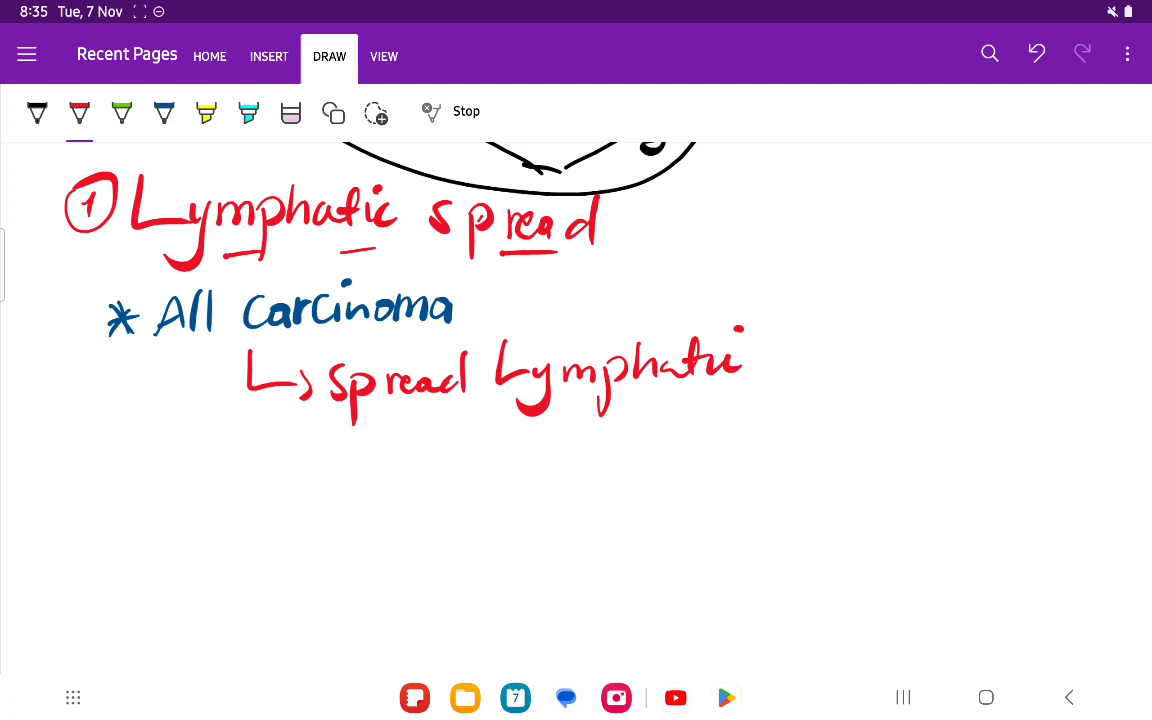 8:35 Tue, 7 Nov
Recent Pages HOME INSERT DRAW VIEW
Stop
① Lymphatic spread
* All Carcinoma
↳ spread Lymphatic
7